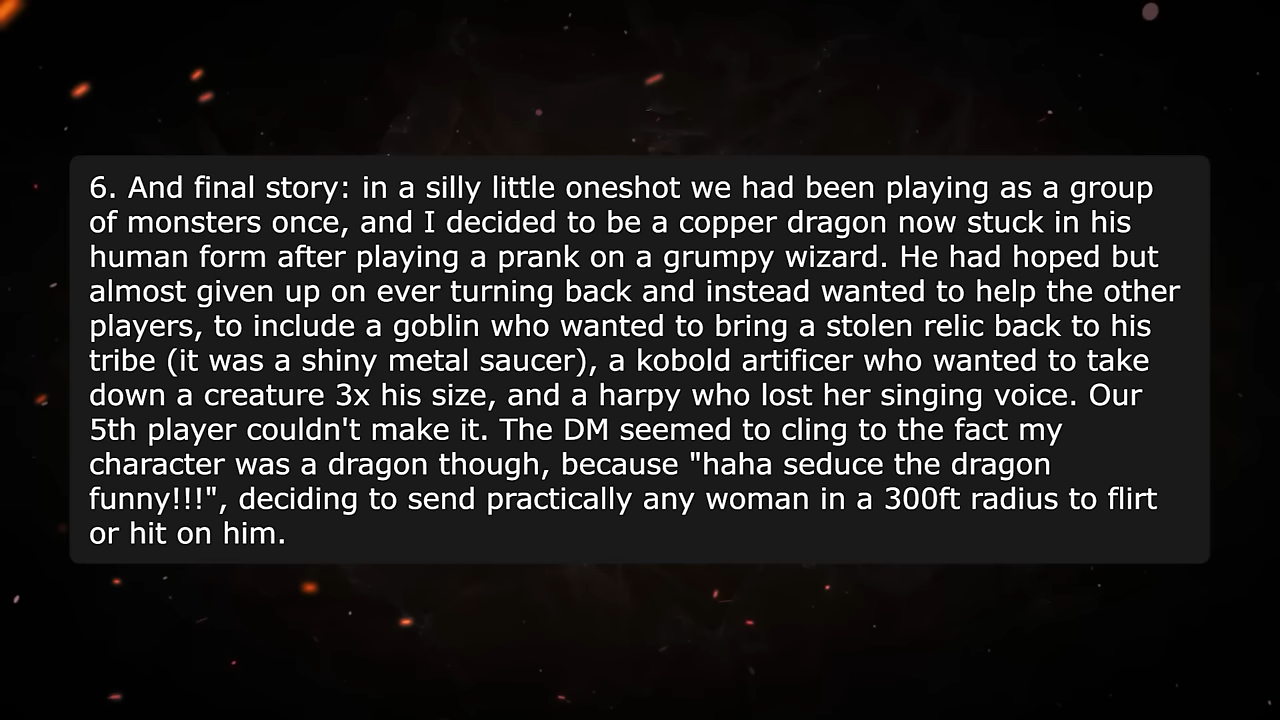 6. And final story: in a silly little oneshot we had been playing as a group
of monsters once, and I decided to be a copper dragon now stuck in his
human form after playing a prank on a grumpy wizard. He had hoped but
almost given up on ever turning back and instead wanted to help the other
players, to include a goblin who wanted to bring a stolen relic back to his
tribe (it was a shiny metal saucer), a kobold artificer who wanted to take
down a creature 3x his size, and a harpy who lost her singing voice. Our
5th player couldn't make it. The DM seemed to cling to the fact my
character was a dragon though, because "haha seduce the dragon
funny!!!", deciding to send practically any woman in a 300ft radius to flirt
or hit on him.